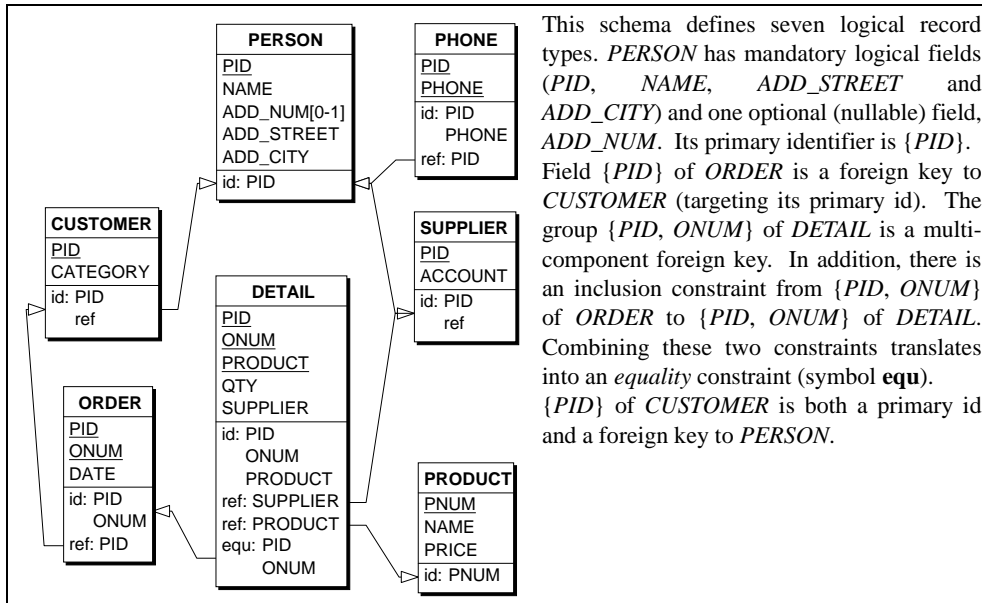 PERSON
PID
NAME
ADD_NUM[0-1]
ADD_STREET
ADD_CITY
id: PID
PHONE
PID
PHONE
id: PID
PHONE
ref: PID
CUSTOMER
PID
CATEGORY
id: PID
ref
SUPPLIER
PID
ACCOUNT
id: PID
ref
DETAIL
PID
ONUM
PRODUCT
QTY
SUPPLIER
id: PID
ONUM
PRODUCT
ref: SUPPLIER
ref: PRODUCT
equ: PID
ONUM
ORDER
PID
ONUM
DATE
id: PID
ONUM
ref: PID
PRODUCT
PNUM
NAME
PRICE
id: PNUM
This schema defines seven logical record
types. PERSON has mandatory logical fields
(PID, NAME, ADD_STREET and
ADD_CITY) and one optional (nullable) field,
ADD_NUM. Its primary identifier is {PID}.
Field {PID} of ORDER is a foreign key to
CUSTOMER (targeting its primary id). The
group {PID, ONUM} of DETAIL is a multi-
component foreign key. In addition, there is
an inclusion constraint from {PID, ONUM}
of ORDER to {PID, ONUM} of DETAIL.
Combining these two constraints translates
into an equality constraint (symbol equ).
{PID} of CUSTOMER is both a primary id
and a foreign key to PERSON.